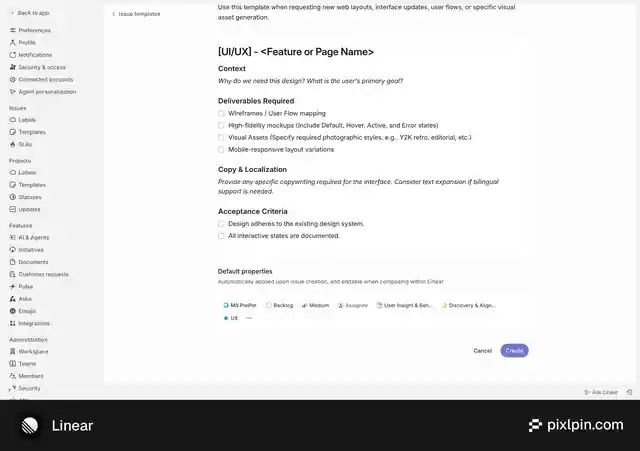 Back to app
Preferences
Profile
Notifications
Security & access
Connected accounts
Agent personalization
Issues
Labels
Templates
SLAs
Projects
Labels
Templates
Statuses
Updates
Features
AI & Agents
Initiatives
Documents
Customer requests
Pulse
Asks
Emojis
Integrations
Administration
Workspace
Teams
Members
Security
Issue templates
Use this template when requesting new web layouts, interface updates, user flows, or specific visual
asset generation.
[UI/UX] - <Feature or Page Name>
Context
Why do we need this design? What is the user's primary goal?
Deliverables Required
Wireframes / User Flow mapping
High-fidelity mockups (Include Default, Hover, Active, and Error states)
Visual Assets (Specify required photographic styles, e.g., Y2K retro, editorial, etc.)
Mobile-responsive layout variations
Copy & Localization
Provide any specific copywriting required for the interface. Consider text expansion if bilingual
support is needed.
Acceptance Criteria
Design adheres to the existing design system.
All interactive states are documented.
Default properties
Automatically applied upon issue creation, and editable when composing within Linear
MS PixlPin Backlog Medium Assignee User Insight & Ben... Discovery & Algo...
UX ...
Cancel Create
Ask Linear
Linear
pixlpin.com